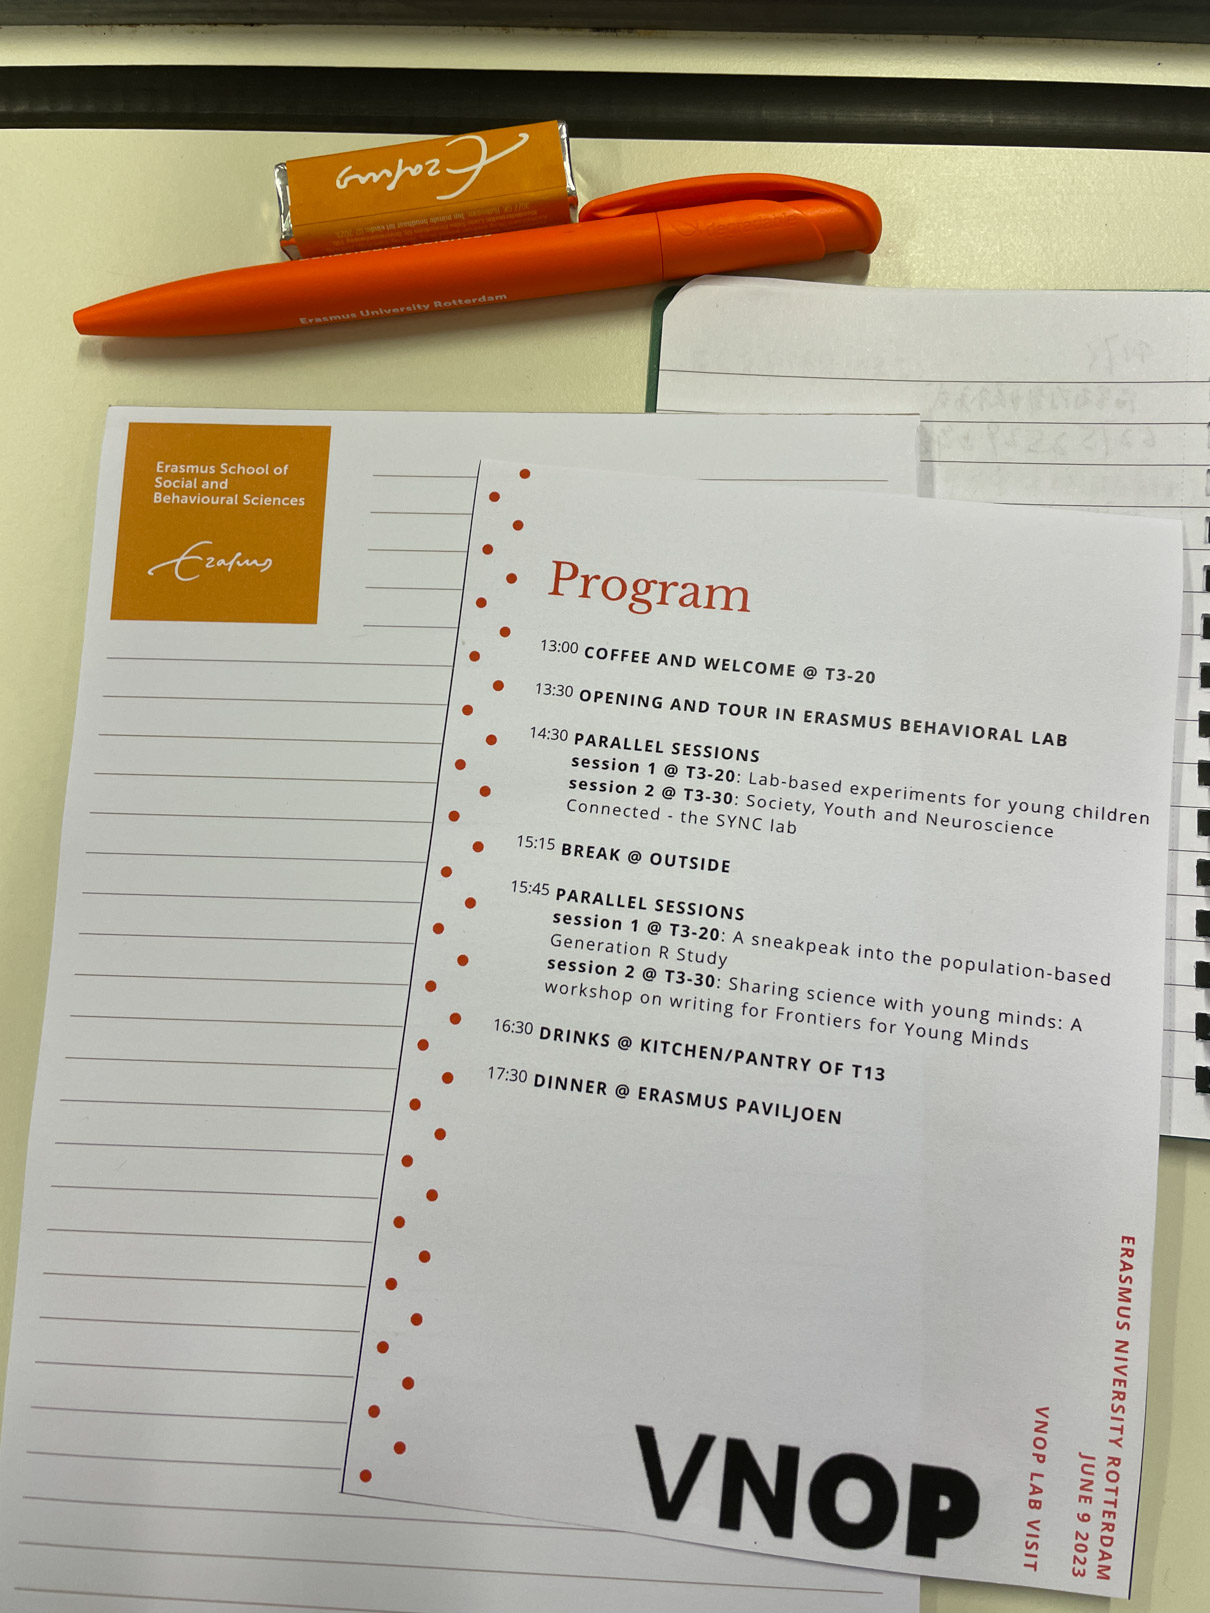 Erasmus
Erasmus University Rotterdam
Erasmus School of
Social and
Behavioural Sciences
Erasmus
Program
13:00 COFFEE AND WELCOME @ T3-20
13:30 OPENING AND TOUR IN ERASMUS BEHAVIORAL LAB
14:30 PARALLEL SESSIONS
session 1 @ T3-20: Lab-based experiments for young children
session 2 @ T3-30: Society, Youth and Neuroscience
Connected - the SYNC lab
15:15 BREAK @ OUTSIDE
15:45 PARALLEL SESSIONS
session 1 @ T3-20: A sneakpeak into the population-based
Generation R Study
session 2 @ T3-30: Sharing science with young minds: A
workshop on writing for Frontiers for Young Minds
16:30 DRINKS @ KITCHEN/PANTRY OF T13
17:30 DINNER @ ERASMUS PAVILJOEN
VNOP
ERASMUS NIVERSITY ROTTERDAM
JUNE 9 2023
VNOP LAB VISIT